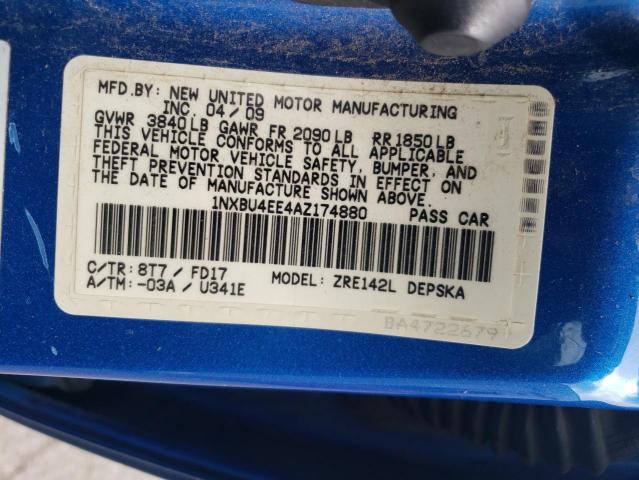 MFD.BY: NEW UNITED MOTOR MANUFACTURING
INC 04/09
GVWR 3840LB GAWR FR 2090LB RR 1850LB
THIS VEHICLE CONFORMS TO ALL APPLICABLE
FEDERAL MOTOR VEHICLE SAFETY, BUMPER, AND
THEFT PREVENTION STANDARDS IN EFFECT ON
THE DATE OF MANUFACTURE SHOWN ABOVE.
1NXBU4EE4AZ174880 PASS CAR
C/TR: 8T7 / FD17 MODEL: ZRE142L DEPSKA
A/TM: -03A / U341E
BA4722679